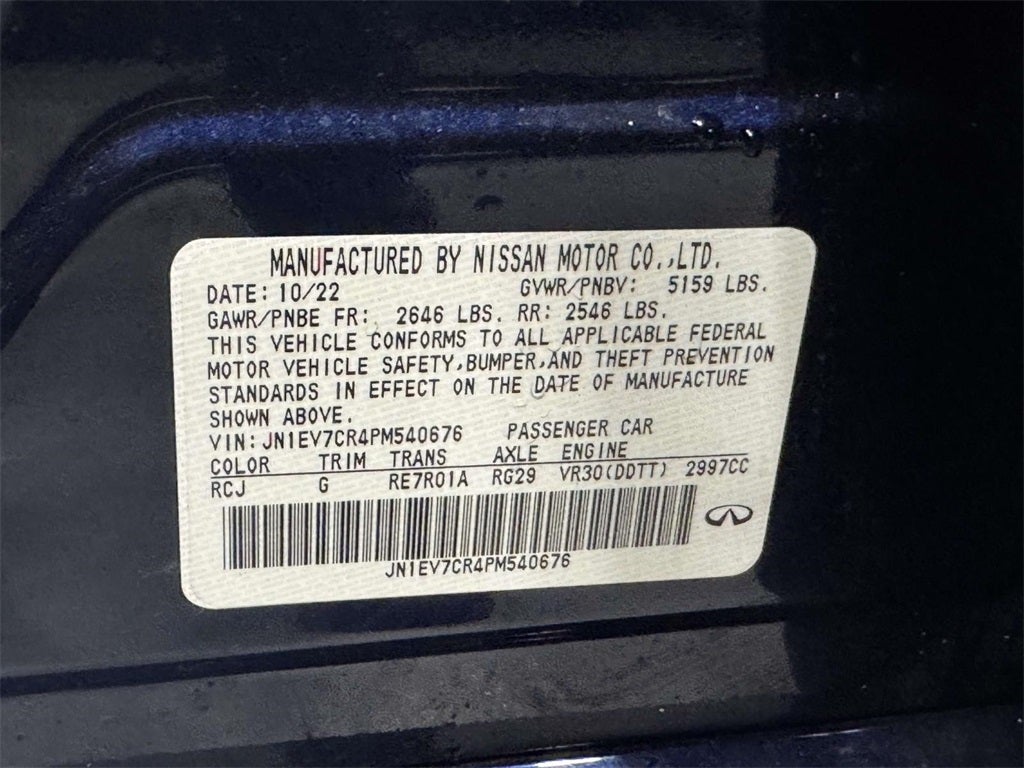 MANUFACTURED BY NISSAN MOTOR CO.,LTD.
DATE: 10/22 GVWR/PNBV: 5159 LBS.
GAWR/PNBE FR: 2646 LBS. RR: 2546 LBS.
THIS VEHICLE CONFORMS TO ALL APPLICABLE FEDERAL
MOTOR VEHICLE SAFETY,BUMPER,AND THEFT PREVENTION
STANDARDS IN EFFECT ON THE DATE OF MANUFACTURE
SHOWN ABOVE.
VIN:JN1EV7CR4PM540676 PASSENGER CAR
COLOR TRIM TRANS AXLE ENGINE
RCJ G RE7R01A RG29 VR30(DDTT) 2997CC
JN1EV7CR4PM540676